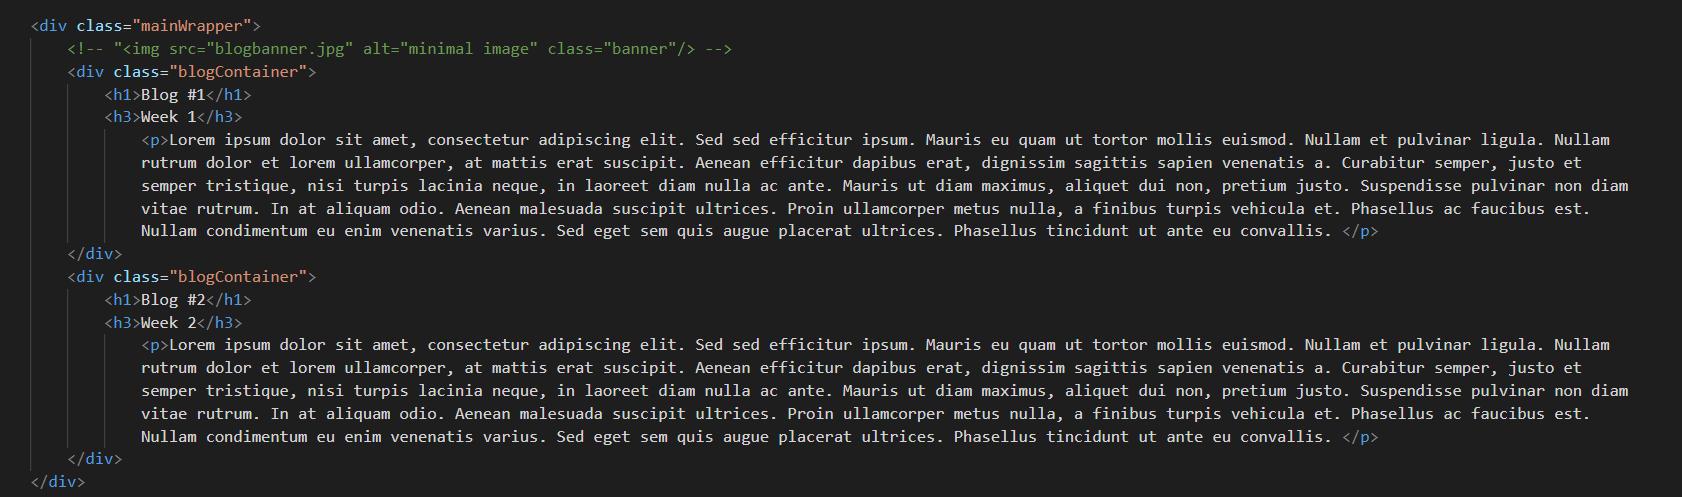 <div class="mainWrapper">
<!-- "<img src="blogbanner.jpg" alt="minimal image" class="banner"/> -->
<div class="blogContainer">
<h1>Blog #1</h1>
<h3>Week 1</h3>
<p>Lorem ipsum dolor sit amet, consectetur adipiscing elit. Sed sed efficitur ipsum. Mauris eu quam ut tortor mollis euismod. Nullam et pulvinar ligula. Nullam
rutrum dolor et lorem ullamcorper, at mattis erat suscipit. Aenean efficitur dapibus erat, dignissim sagittis sapien venenatis a. Curabitur semper, justo et
semper tristique, nisi turpis lacinia neque, in laoreet diam nulla ac ante. Mauris ut diam maximus, aliquet dui non, pretium justo. Suspendisse pulvinar non diam
vitae rutrum. In at aliquam odio. Aenean malesuada suscipit ultrices. Proin ullamcorper metus nulla, a finibus turpis vehicula et. Phasellus ac faucibus est.
Nullam condimentum eu enim venenatis varius. Sed eget sem quis augue placerat ultrices. Phasellus tincidunt ut ante eu convallis. </p>
</div>
<div class="blogContainer">
<h1>Blog #2</h1>
<h3>Week 2</h3>
<p>Lorem ipsum dolor sit amet, consectetur adipiscing elit. Sed sed efficitur ipsum. Mauris eu quam ut tortor mollis euismod. Nullam et pulvinar ligula. Nullam
rutrum dolor et lorem ullamcorper, at mattis erat suscipit. Aenean efficitur dapibus erat, dignissim sagittis sapien venenatis a. Curabitur semper, justo et
semper tristique, nisi turpis lacinia neque, in laoreet diam nulla ac ante. Mauris ut diam maximus, aliquet dui non, pretium justo. Suspendisse pulvinar non diam
vitae rutrum. In at aliquam odio. Aenean malesuada suscipit ultrices. Proin ullamcorper metus nulla, a finibus turpis vehicula et. Phasellus ac faucibus est.
Nullam condimentum eu enim venenatis varius. Sed eget sem quis augue placerat ultrices. Phasellus tincidunt ut ante eu convallis. </p>
</div>
</div>